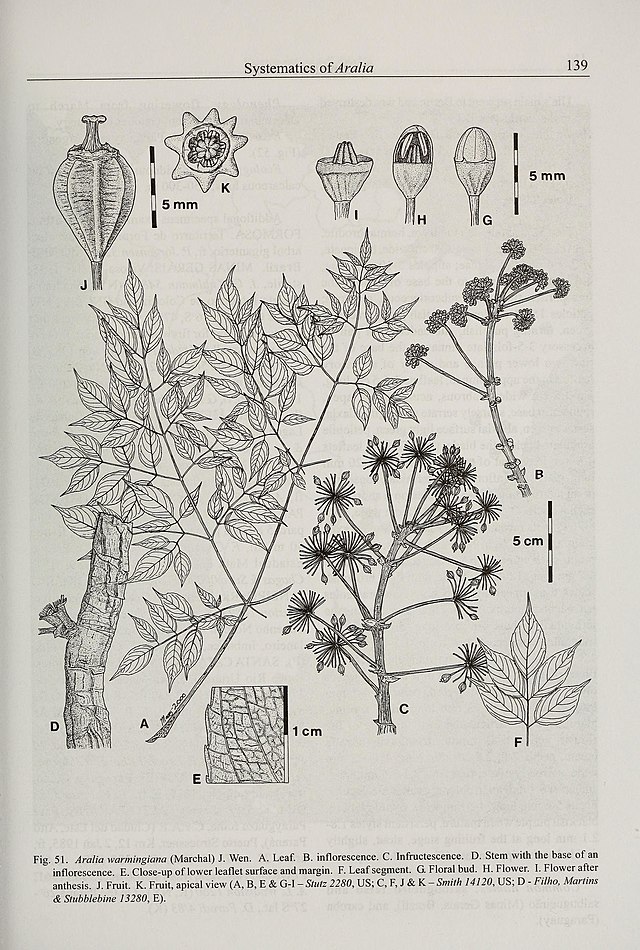 Systematics of Aralia 139
K
5 mm
I
H
G
5 mm
J
B
5 cm
D
A
C
F
E
1 cm
Fig. 51. Aralia warmingiana (Marchal) J. Wen. A. Leaf. B. inflorescence. C. Infructescence. D. Stem with the base of an
inflorescence. E. Close-up of lower leaflet surface and margin. F. Leaf segment. G. Floral bud. H. Flower. I. Flower after
anthesis. J. Fruit. K. Fruit, apical view (A, B, E & G-I – Stutz 2280, US; C, F, J & K – Smith 14120, US; D - Filho, Martins
& Stubblebine 13280, E).